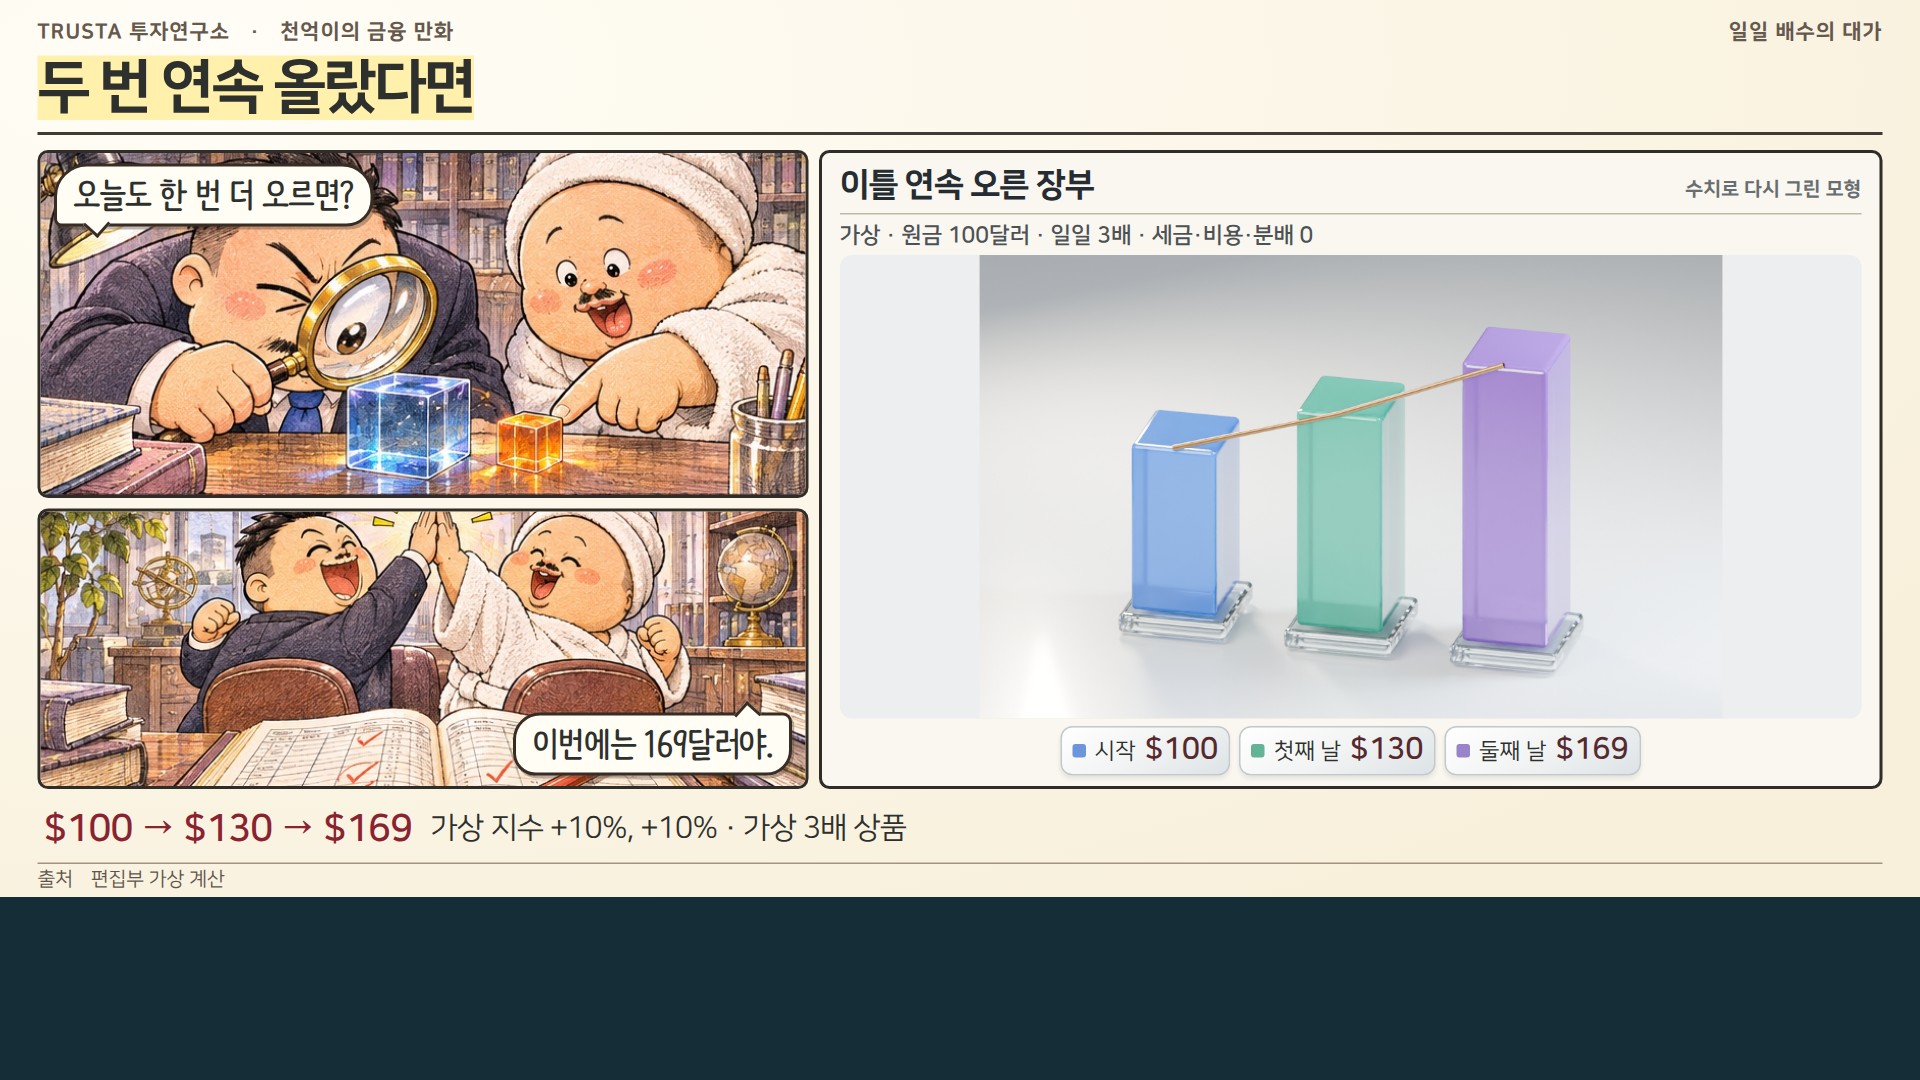 TRUSTA 투자연구소 · 천억이의 금융 만화
일일 배수의 대가
두 번 연속 올랐다면
오늘도 한 번 더 오르면?
이번에는 169달러야.
이틀 연속 오른 장부
수치로 다시 그린 모형
가상 · 원금 100달러 · 일일 3배 · 세금·비용·분배 0
시작 $100
첫째 날 $130
둘째 날 $169
$100 → $130 → $169 가상 지수 +10%, +10% · 가상 3배 상품
출처 편집부 가상 계산